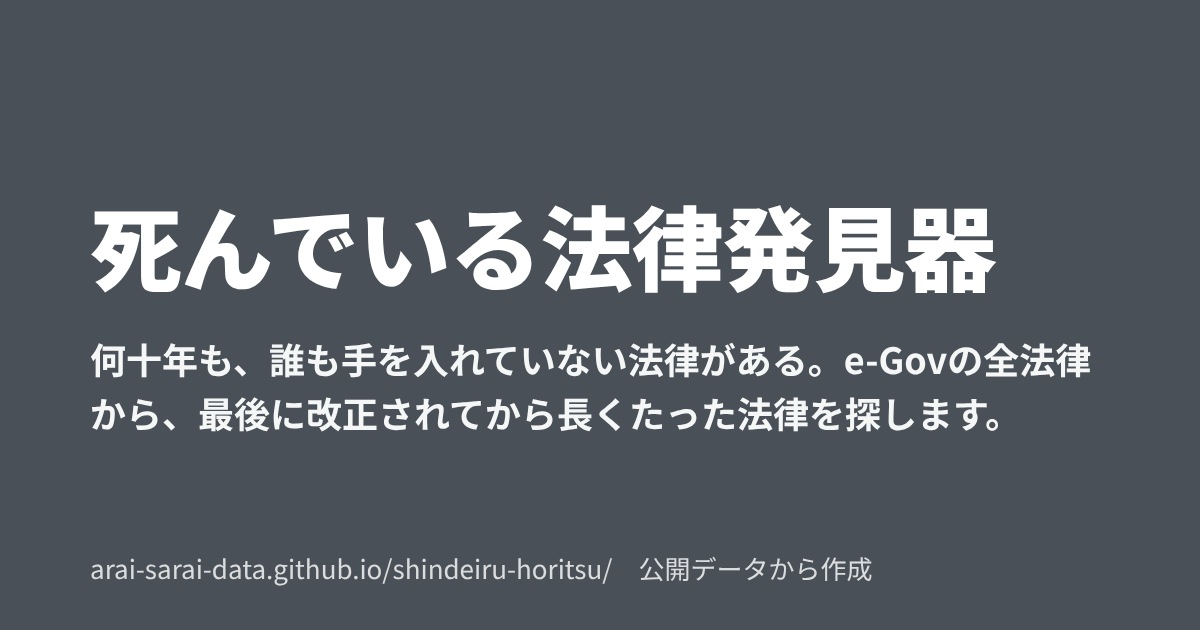 死んでいる法律発見器
何十年も、誰も手を入れていない法律がある。e-Govの全法律
から、最後に改正されてから長くたった法律を探します。
arai-sarai-data.github.io/shindeiru-horitsu/　公開データから作成